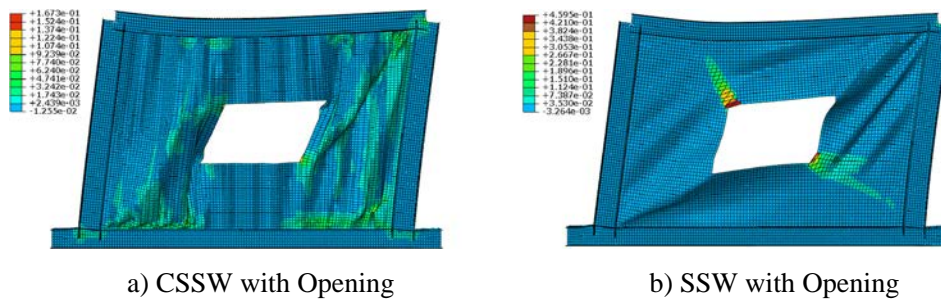 +1.673e-01
+1.524e-01
+1.374e-01
+1.224e-01
+1.074e-01
+9.239e-02
+7.740e-02
+6.240e-02
+4.741e-02
+3.242e-02
+1.743e-02
+2.439e-03
-1.255e-02
+4.595e-01
+4.210e-01
+3.824e-01
+3.438e-01
+3.053e-01
+2.667e-01
+2.281e-01
+1.896e-01
+1.510e-01
+1.124e-01
+7.387e-02
+3.530e-02
-3.264e-03
a) CSSW with Opening
b) SSW with Opening